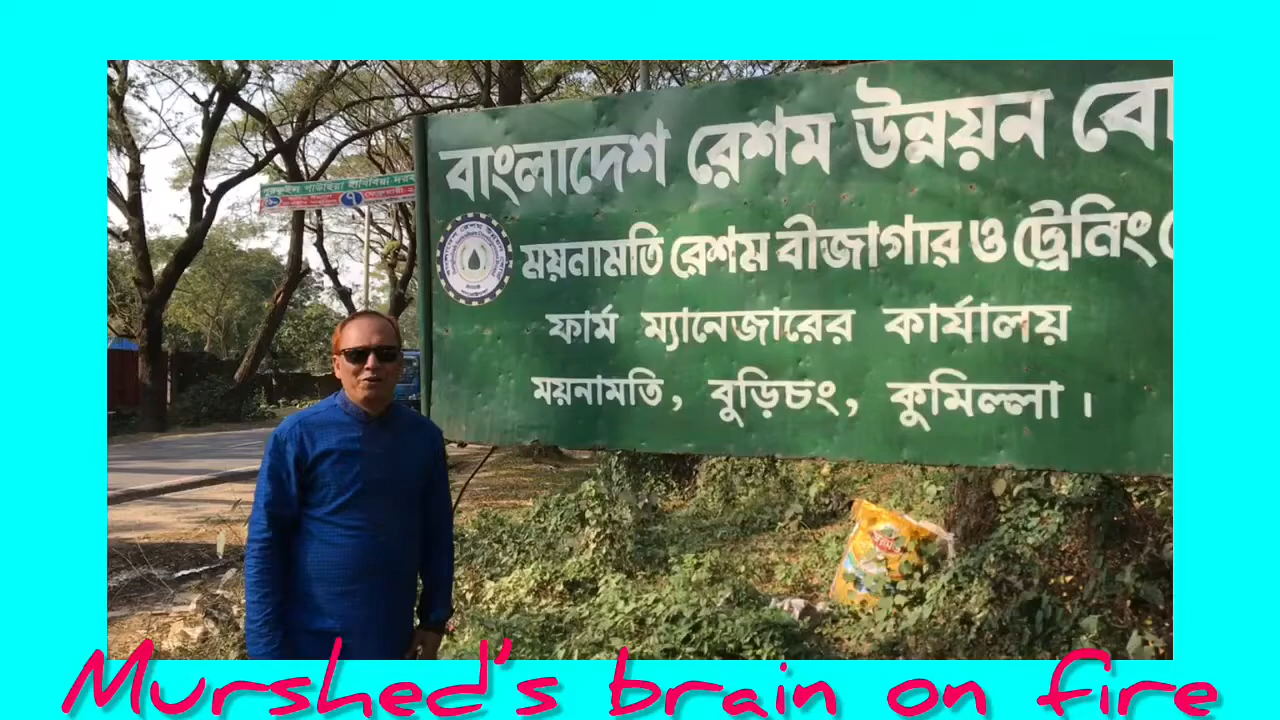 বাংলাদেশ রেশম উন্নয়ন বো
ময়নামতি রেশম বীজাগার ও ট্রেনিং
ফার্ম ম্যানেজারের কার্যালয়
ময়নামতি, বুড়িচং, কুমিল্লা।
Murshed's brain on fire